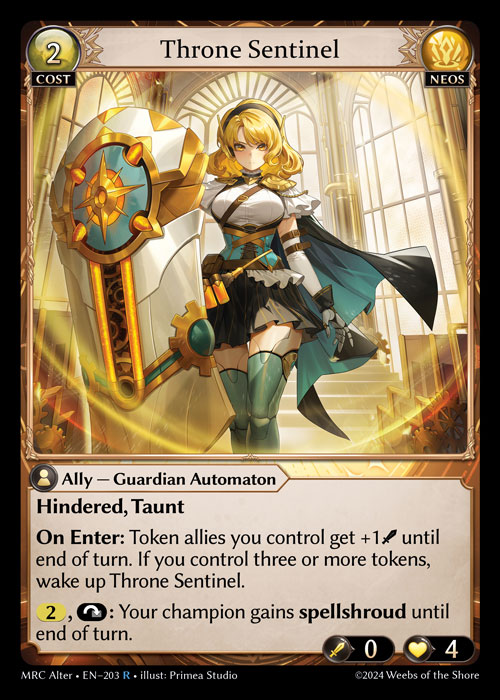 2
COST
Throne Sentinel
NEOS
Ally — Guardian Automaton
Hindered, Taunt
On Enter: Token allies you control get +1 until
end of turn. If you control three or more tokens,
wake up Throne Sentinel.
2 , : Your champion gains spellshroud until
end of turn.
0
4
MRC Alter • EN–203 R • illust: Primea Studio
©2024 Weebs of the Shore